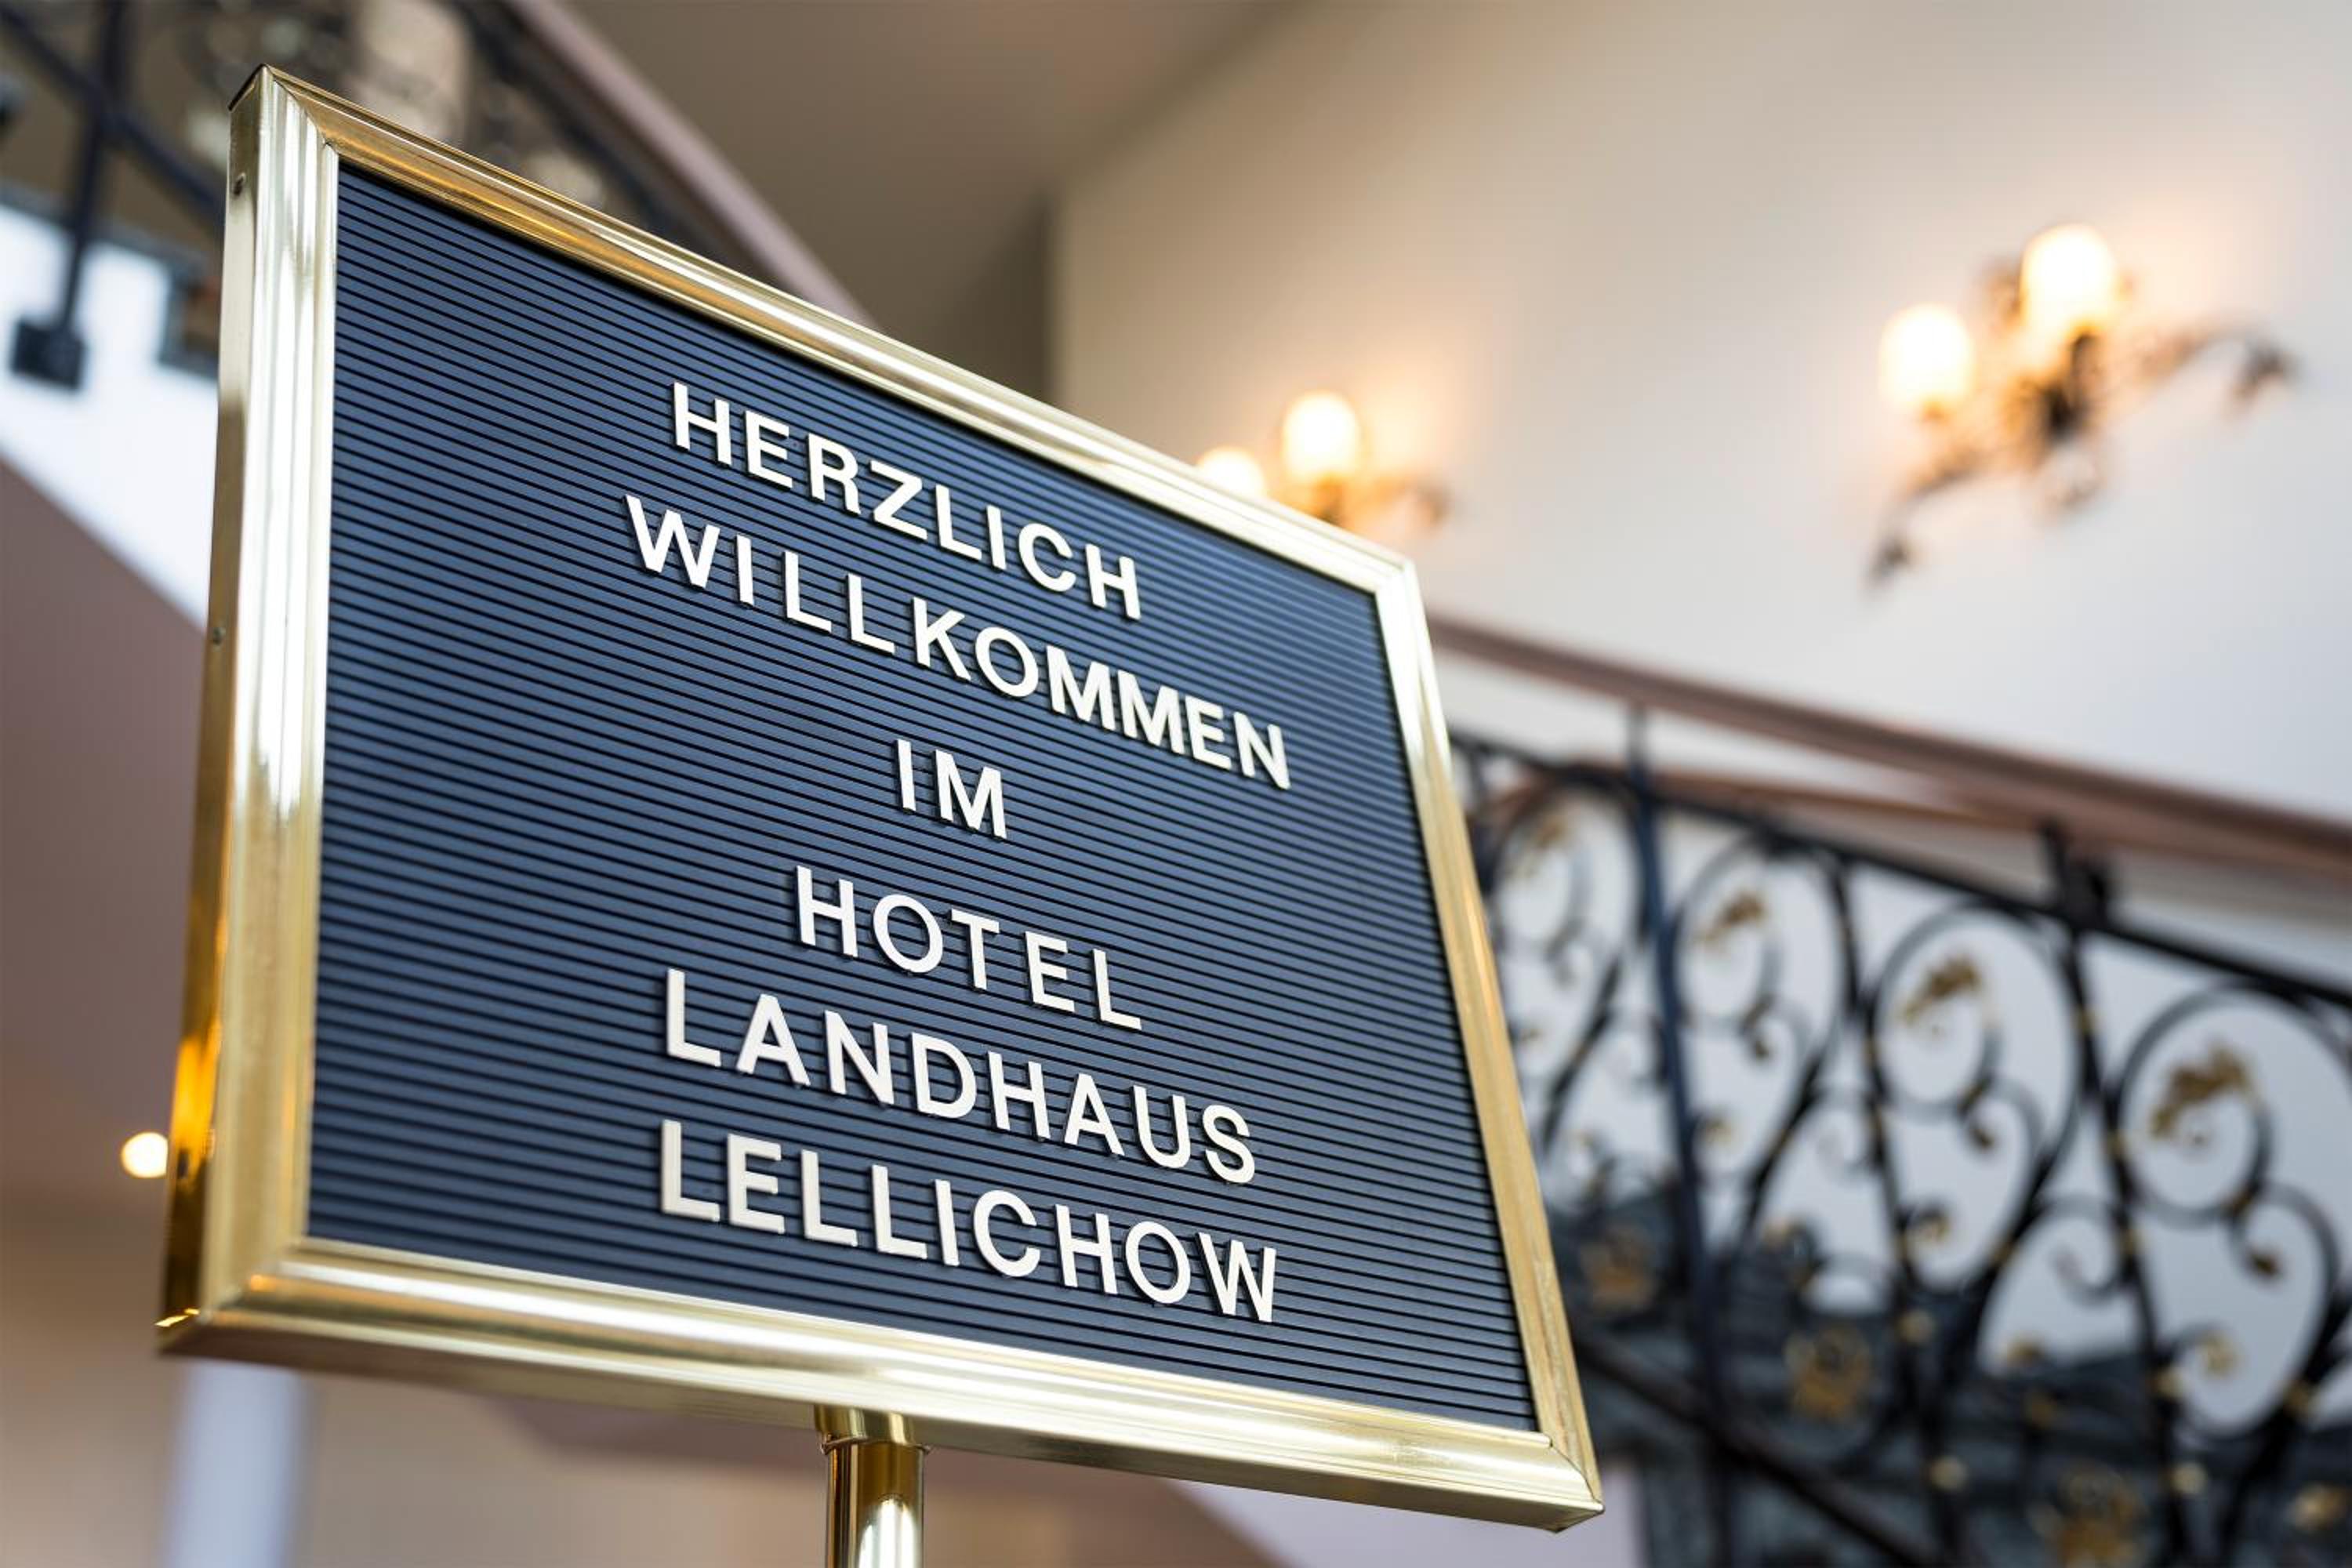 HERZLICH
WILLKOMMEN
IM
HOTEL
LANDHAUS
LELLICHOW